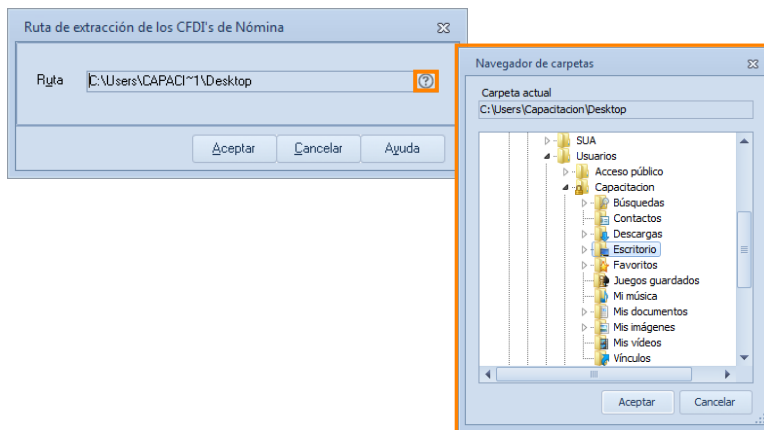 Ruta de extracción de los CFDI's de Nómina
Ruta C:\Users\CAPACI~1\Desktop ?
Aceptar Cancelar Ayuda
Navegador de carpetas
Carpeta actual
C:\Users\Capacitacion\Desktop
SUA
Usuarios
Acceso público
Capacitacion
Búsquedas
Contactos
Descargas
Escritorio
Favoritos
Juegos guardados
Mi música
Mis documentos
Mis imágenes
Mis vídeos
Vínculos
Aceptar Cancelar